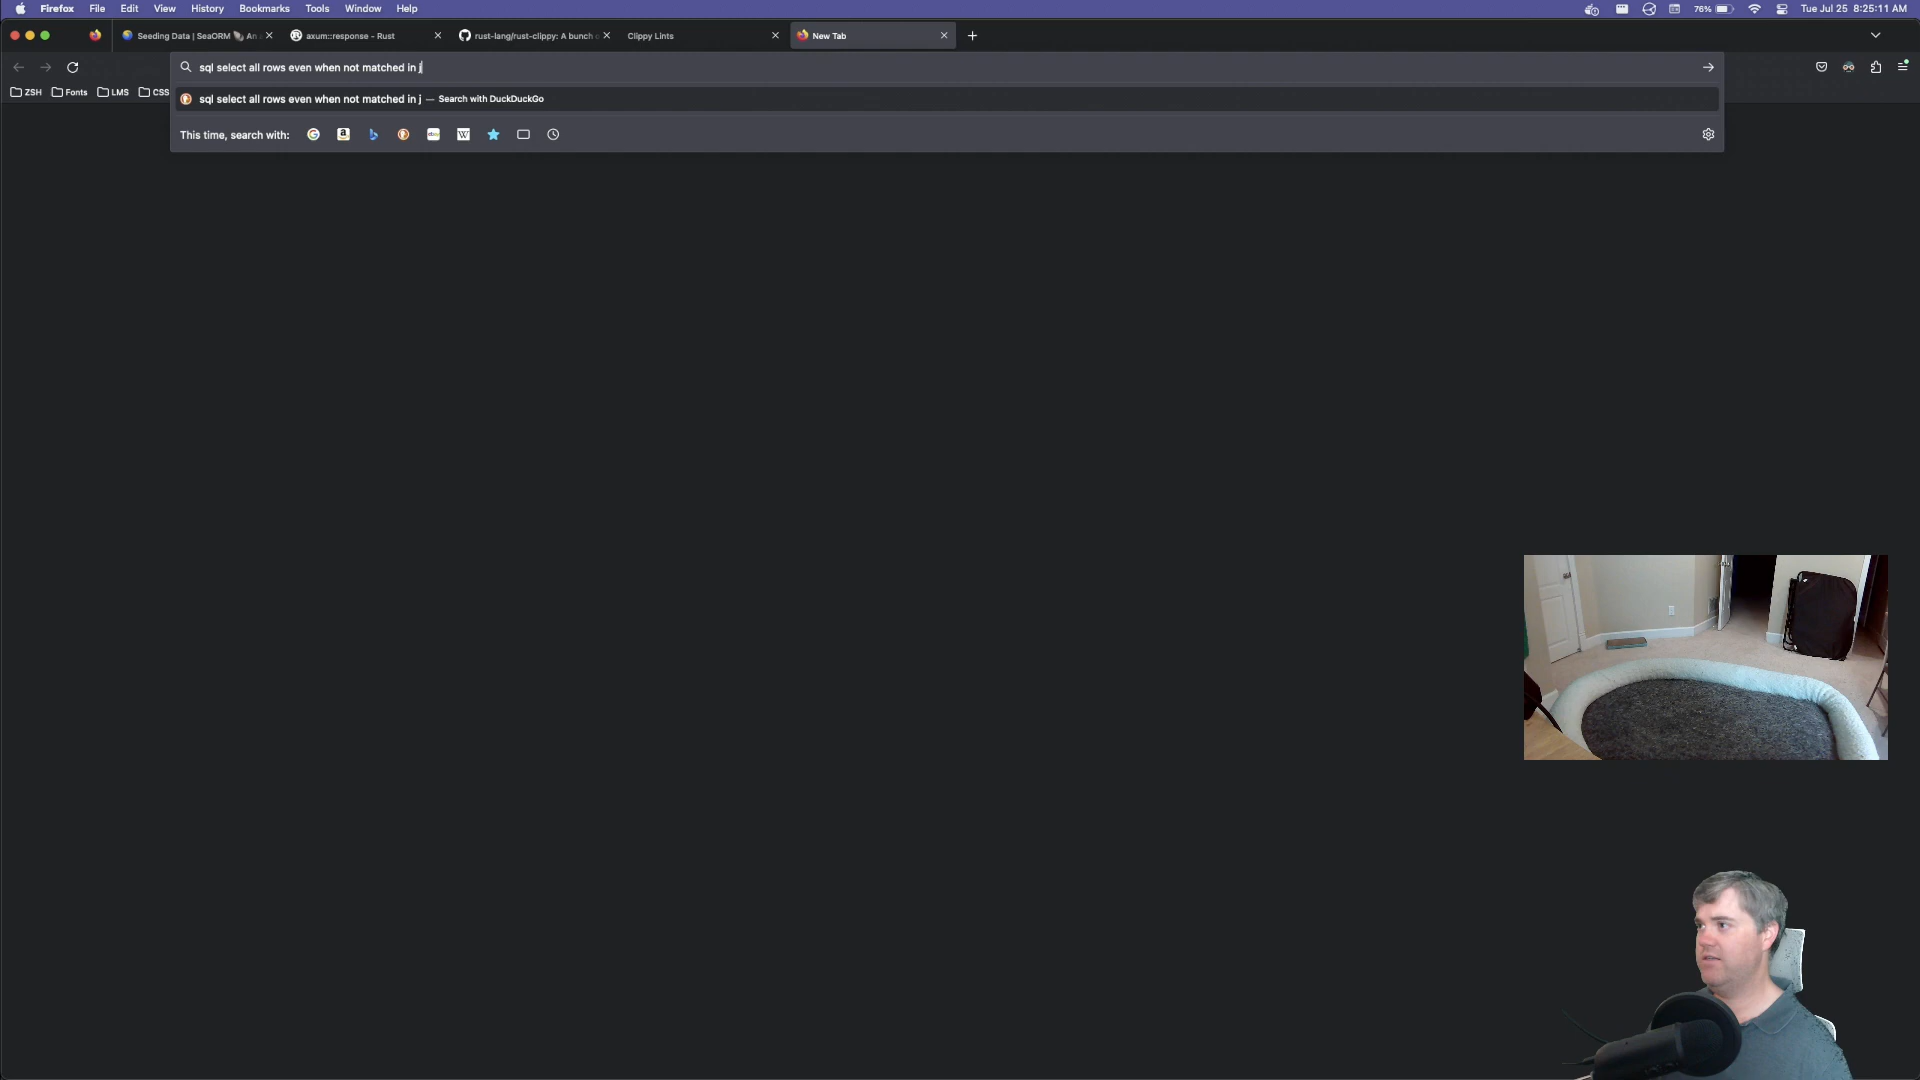 Firefox File Edit View History Bookmarks Tools Window Help 76% Tue Jul 25 8:25:11 AM
Seeding Data | SeaORM 🐚 An axum::response - Rust rust-lang/rust-clippy: A bunch Clippy Lints New Tab
sql select all rows even when not matched in j
ZSH Fonts LMS CSS
sql select all rows even when not matched in j — Search with DuckDuckGo
This time, search with: